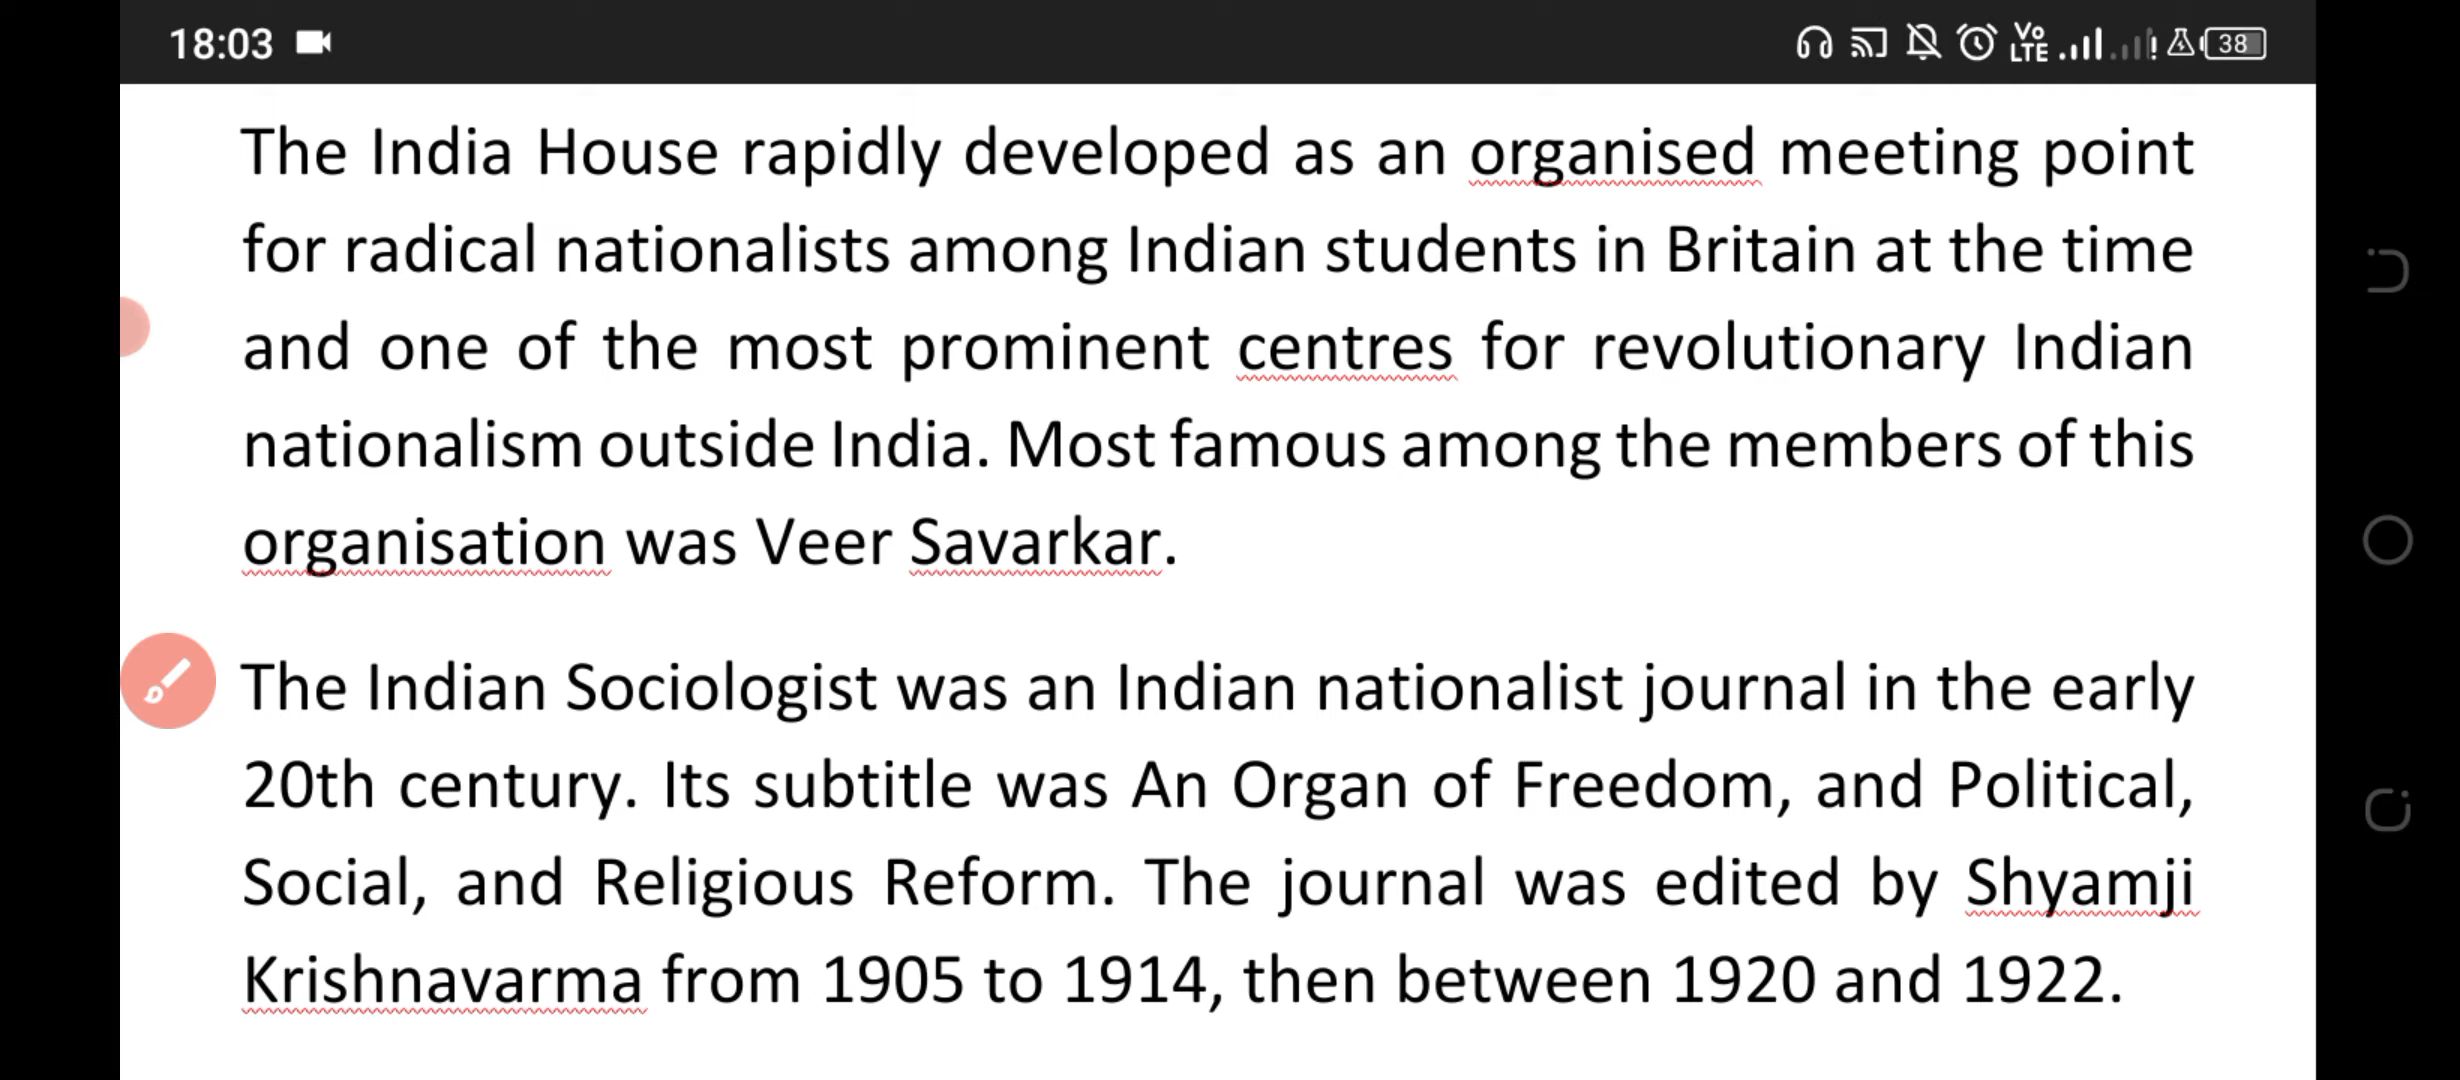 18:03 Vo LTE 38
The India House rapidly developed as an organised meeting point
for radical nationalists among Indian students in Britain at the time
and one of the most prominent centres for revolutionary Indian
nationalism outside India. Most famous among the members of this
organisation was Veer Savarkar.
The Indian Sociologist was an Indian nationalist journal in the early
20th century. Its subtitle was An Organ of Freedom, and Political,
Social, and Religious Reform. The journal was edited by Shyamji
Krishnavarma from 1905 to 1914, then between 1920 and 1922.